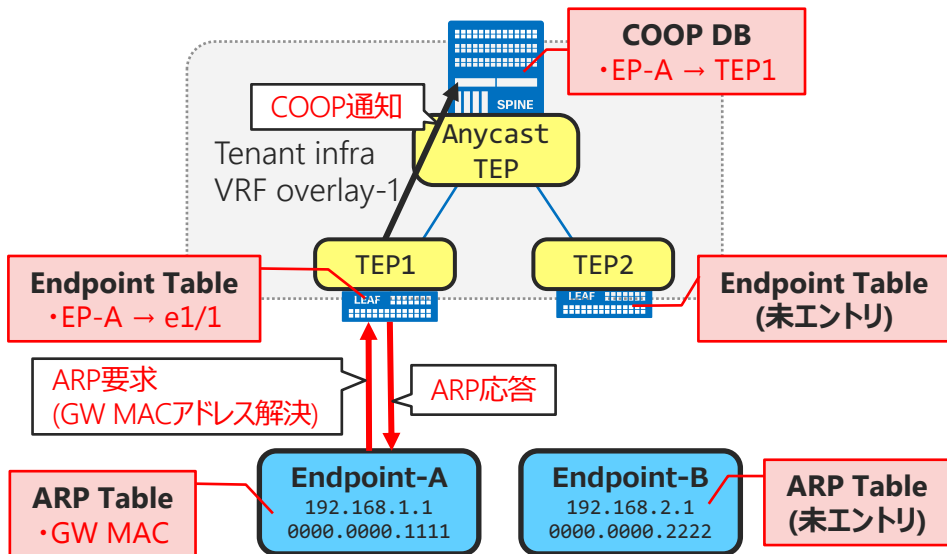 COOP DB
・EP-A → TEP1
SPINE
COOP通知
Anycast
TEP
Tenant infra
VRF overlay-1
TEP1
TEP2
LEAF
LEAF
Endpoint Table
・EP-A → e1/1
Endpoint Table
(未エントリ)
ARP要求
(GW MACアドレス解決)
ARP応答
Endpoint-A
192.168.1.1
0000.0000.1111
Endpoint-B
192.168.2.1
0000.0000.2222
ARP Table
・GW MAC
ARP Table
(未エントリ)